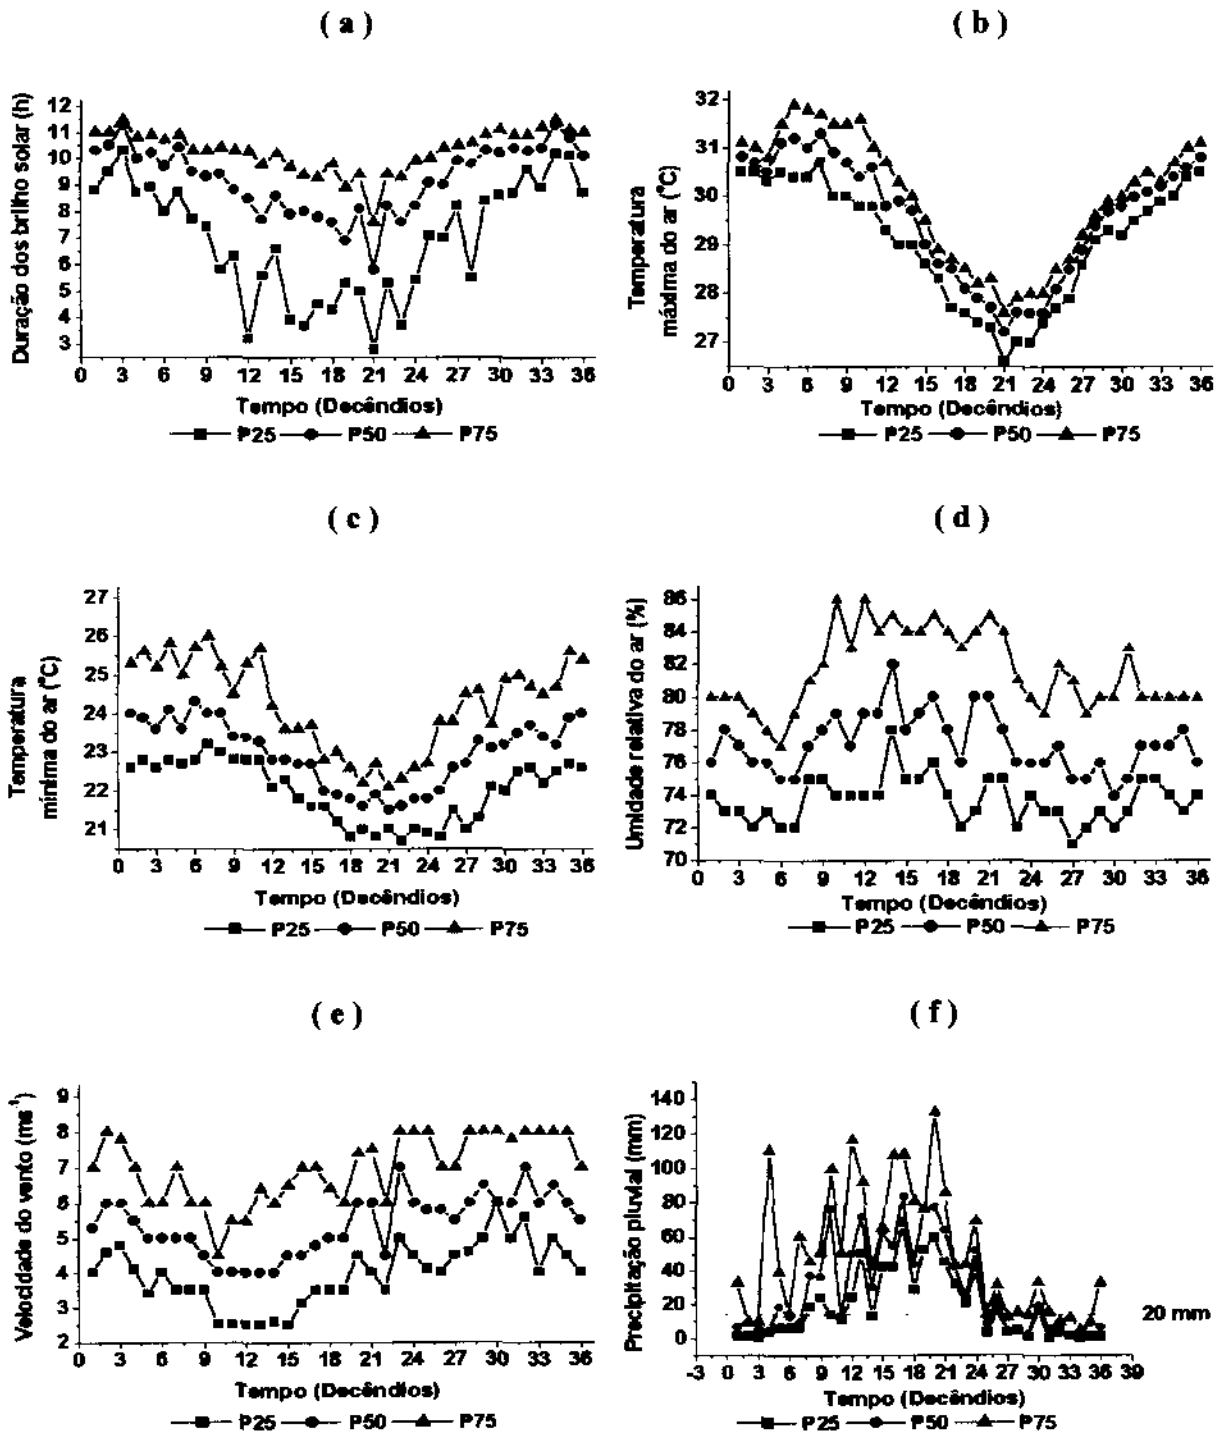 ( a )
( b )
Duração dos brilho solar (h)
12
11
10
9
8
7
6
5
4
3
0 3 6 9 12 15 18 21 24 27 30 33 36
Tempo (Decêndios)
P25 P50 P75
Temperatura
máxima do ar (°C)
32
31
30
29
28
27
0 3 6 9 12 15 18 21 24 27 30 33 36
Tempo (Decêndios)
P25 P50 P75
( c )
( d )
Temperatura
mínima do ar (°C)
27
26
25
24
23
22
21
0 3 6 9 12 15 18 21 24 27 30 33 36
Tempo (Decêndios)
P25 P50 P75
Umidade relativa do ar (%)
86
84
82
80
78
76
74
72
70
0 3 6 9 12 15 18 21 24 27 30 33 36
Tempo (Decêndios)
P25 P50 P75
( e )
( f )
Velocidade do vento (ms⁻¹)
9
8
7
6
5
4
3
2
0 3 6 9 12 15 18 21 24 27 30 33 36
Tempo (Decêndios)
P25 P50 P75
Precipitação pluvial (mm)
140
120
100
80
60
40
20
0
20 mm
-3 0 3 6 9 12 15 18 21 24 27 30 33 36 39
Tempo (Decêndios)
P25 P50 P75